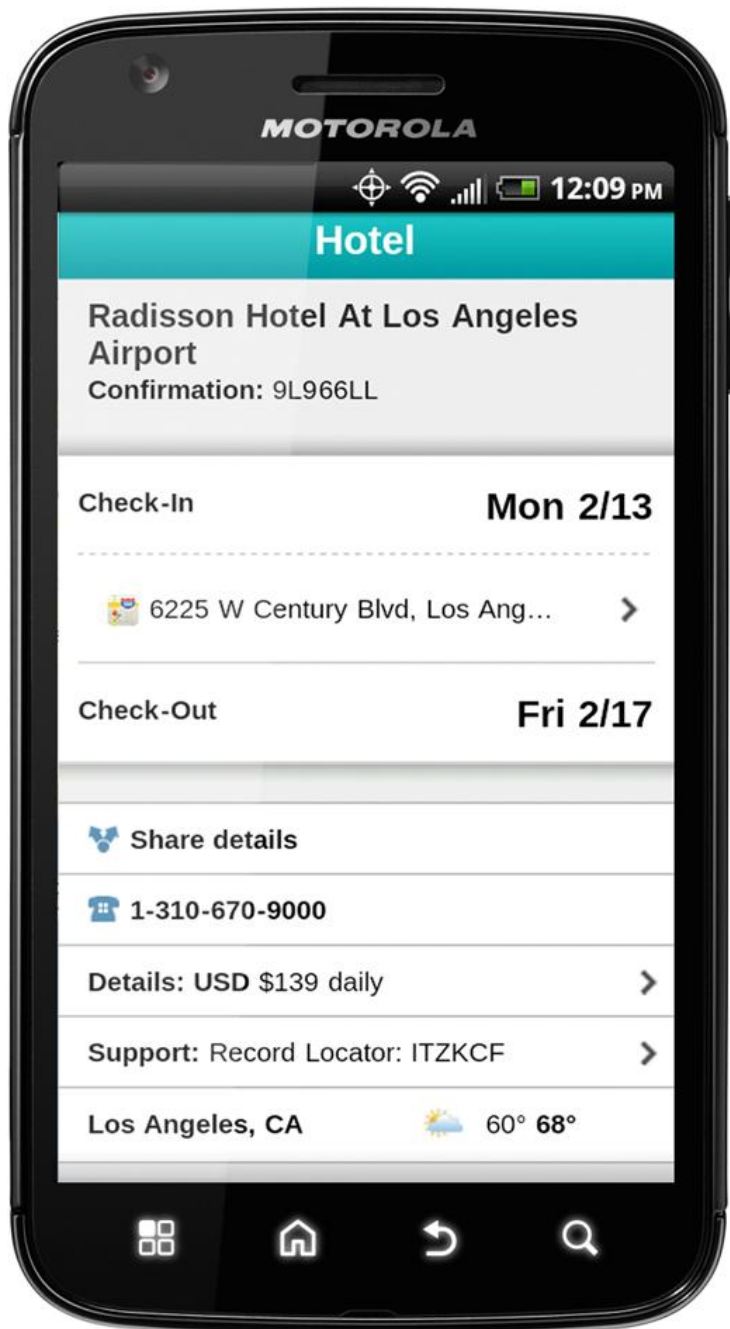 MOTOROLA
12:09 PM
Hotel
Radisson Hotel At Los Angeles
Airport
Confirmation: 9L966LL
Check-In
Mon 2/13
6225 W Century Blvd, Los Ang...
Check-Out
Fri 2/17
Share details
1-310-670-9000
Details: USD $139 daily
Support: Record Locator: ITZKCF
Los Angeles, CA
60° 68°